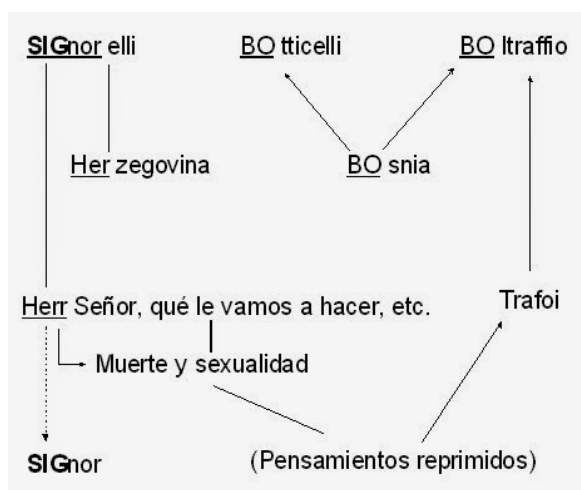 SIGnor elli BO tticelli BO ltraffio
Her zegovina BO snia
Herr Señor, qué le vamos a hacer, etc. Trafoi
Muerte y sexualidad
SIGnor (Pensamientos reprimidos)